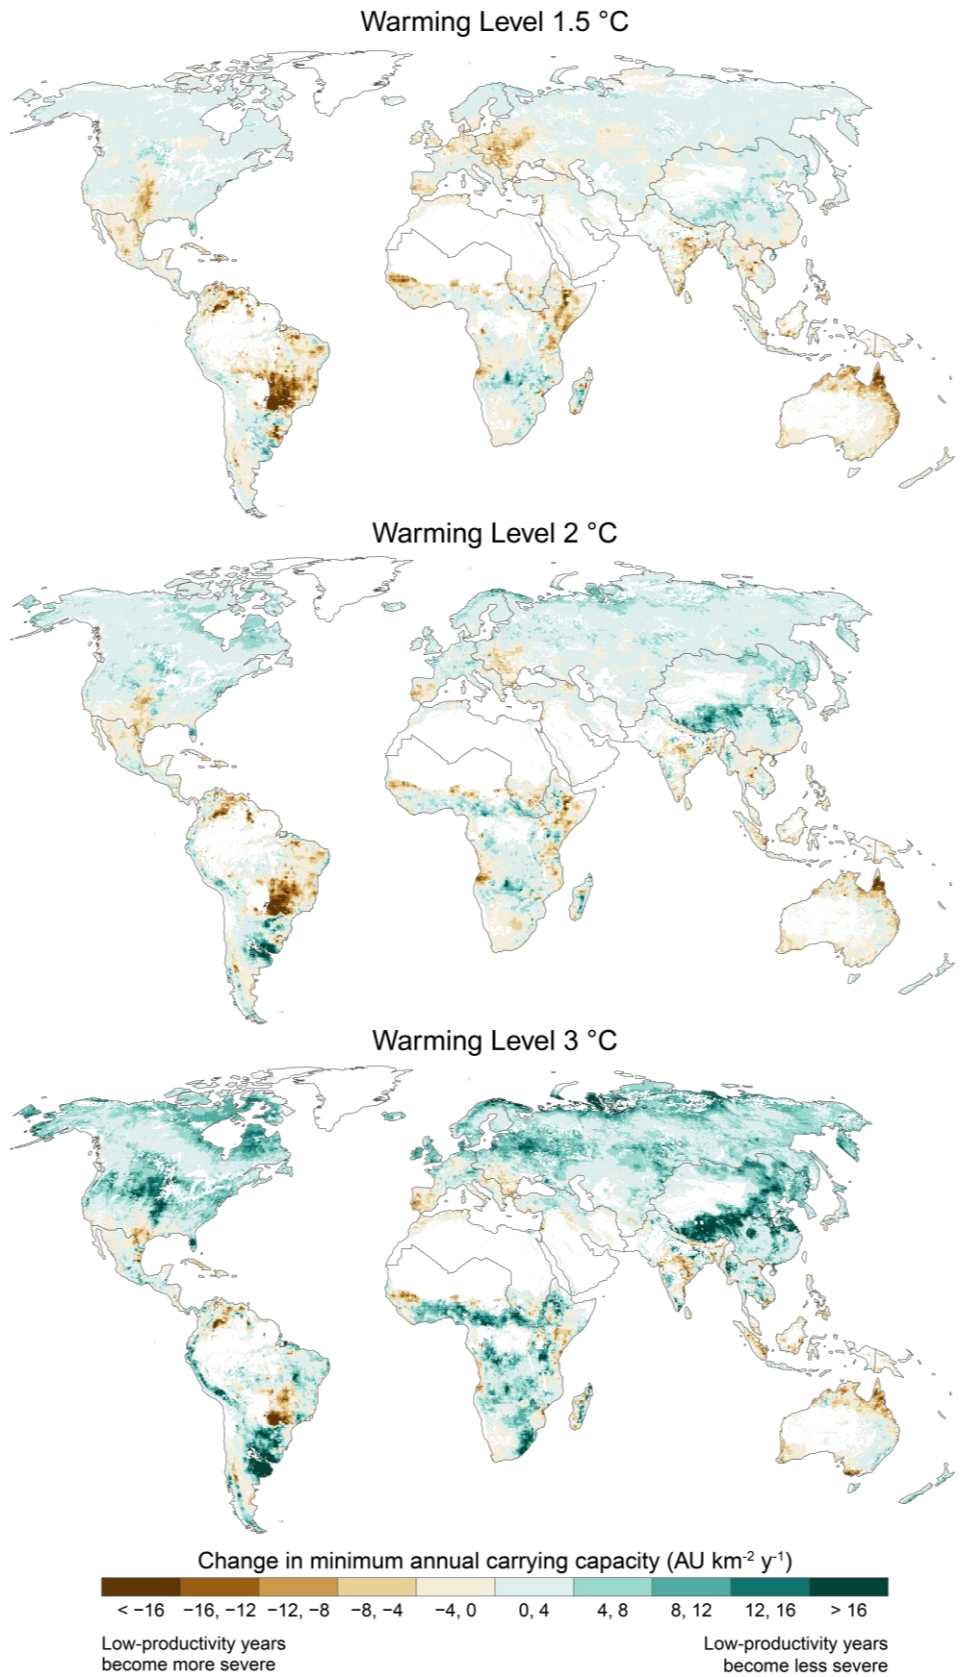 Warming Level 1.5 °C
Warming Level 2 °C
Warming Level 3 °C
Change in minimum annual carrying capacity (AU km⁻² y⁻¹)
< −16 −16, −12 −12, −8 −8, −4 −4, 0 0, 4 4, 8 8, 12 12, 16 > 16
Low-productivity years
become more severe
Low-productivity years
become less severe